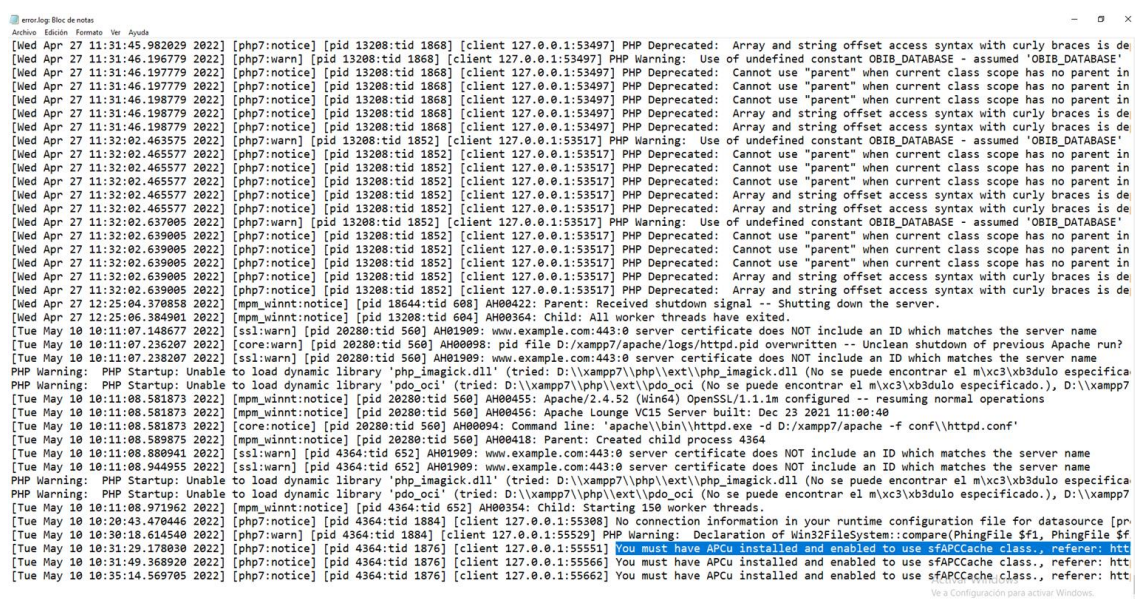 error.log: Bloc de notas
Archivo Edición Formato Ver Ayuda
[Wed Apr 27 11:31:45.982029 2022] [php7:notice] [pid 13208:tid 1868] [client 127.0.0.1:53497] PHP Deprecated:  Array and string offset access syntax with curly braces is de
[Wed Apr 27 11:31:46.196779 2022] [php7:warn] [pid 13208:tid 1868] [client 127.0.0.1:53497] PHP Warning:  Use of undefined constant OBIB_DATABASE - assumed 'OBIB_DATABASE'
[Wed Apr 27 11:31:46.197779 2022] [php7:notice] [pid 13208:tid 1868] [client 127.0.0.1:53497] PHP Deprecated:  Cannot use "parent" when current class scope has no parent in
[Wed Apr 27 11:31:46.197779 2022] [php7:notice] [pid 13208:tid 1868] [client 127.0.0.1:53497] PHP Deprecated:  Cannot use "parent" when current class scope has no parent in
[Wed Apr 27 11:31:46.198779 2022] [php7:notice] [pid 13208:tid 1868] [client 127.0.0.1:53497] PHP Deprecated:  Cannot use "parent" when current class scope has no parent in
[Wed Apr 27 11:31:46.198779 2022] [php7:notice] [pid 13208:tid 1868] [client 127.0.0.1:53497] PHP Deprecated:  Array and string offset access syntax with curly braces is de
[Wed Apr 27 11:31:46.198779 2022] [php7:notice] [pid 13208:tid 1868] [client 127.0.0.1:53497] PHP Deprecated:  Array and string offset access syntax with curly braces is de
[Wed Apr 27 11:32:02.463575 2022] [php7:warn] [pid 13208:tid 1852] [client 127.0.0.1:53517] PHP Warning:  Use of undefined constant OBIB_DATABASE - assumed 'OBIB_DATABASE'
[Wed Apr 27 11:32:02.465577 2022] [php7:notice] [pid 13208:tid 1852] [client 127.0.0.1:53517] PHP Deprecated:  Cannot use "parent" when current class scope has no parent in
[Wed Apr 27 11:32:02.465577 2022] [php7:notice] [pid 13208:tid 1852] [client 127.0.0.1:53517] PHP Deprecated:  Cannot use "parent" when current class scope has no parent in
[Wed Apr 27 11:32:02.465577 2022] [php7:notice] [pid 13208:tid 1852] [client 127.0.0.1:53517] PHP Deprecated:  Cannot use "parent" when current class scope has no parent in
[Wed Apr 27 11:32:02.465577 2022] [php7:notice] [pid 13208:tid 1852] [client 127.0.0.1:53517] PHP Deprecated:  Array and string offset access syntax with curly braces is de
[Wed Apr 27 11:32:02.465577 2022] [php7:notice] [pid 13208:tid 1852] [client 127.0.0.1:53517] PHP Deprecated:  Array and string offset access syntax with curly braces is de
[Wed Apr 27 11:32:02.637005 2022] [php7:warn] [pid 13208:tid 1852] [client 127.0.0.1:53517] PHP Warning:  Use of undefined constant OBIB_DATABASE - assumed 'OBIB_DATABASE'
[Wed Apr 27 11:32:02.639005 2022] [php7:notice] [pid 13208:tid 1852] [client 127.0.0.1:53517] PHP Deprecated:  Cannot use "parent" when current class scope has no parent in
[Wed Apr 27 11:32:02.639005 2022] [php7:notice] [pid 13208:tid 1852] [client 127.0.0.1:53517] PHP Deprecated:  Cannot use "parent" when current class scope has no parent in
[Wed Apr 27 11:32:02.639005 2022] [php7:notice] [pid 13208:tid 1852] [client 127.0.0.1:53517] PHP Deprecated:  Cannot use "parent" when current class scope has no parent in
[Wed Apr 27 11:32:02.639005 2022] [php7:notice] [pid 13208:tid 1852] [client 127.0.0.1:53517] PHP Deprecated:  Array and string offset access syntax with curly braces is de
[Wed Apr 27 11:32:02.639005 2022] [php7:notice] [pid 13208:tid 1852] [client 127.0.0.1:53517] PHP Deprecated:  Array and string offset access syntax with curly braces is de
[Wed Apr 27 12:25:04.370858 2022] [mpm_winnt:notice] [pid 18644:tid 608] AH00422: Parent: Received shutdown signal -- Shutting down the server.
[Wed Apr 27 12:25:06.384901 2022] [mpm_winnt:notice] [pid 13208:tid 604] AH00364: Child: All worker threads have exited.
[Tue May 10 10:11:07.148677 2022] [ssl:warn] [pid 20280:tid 560] AH01909: www.example.com:443:0 server certificate does NOT include an ID which matches the server name
[Tue May 10 10:11:07.236207 2022] [core:warn] [pid 20280:tid 560] AH00098: pid file D:/xampp7/apache/logs/httpd.pid overwritten -- Unclean shutdown of previous Apache run?
[Tue May 10 10:11:07.238207 2022] [ssl:warn] [pid 20280:tid 560] AH01909: www.example.com:443:0 server certificate does NOT include an ID which matches the server name
PHP Warning:  PHP Startup: Unable to load dynamic library 'php_imagick.dll' (tried: D:\\xampp7\\php\\ext\\php_imagick.dll (No se puede encontrar el m\xc3\xb3dulo especifica
PHP Warning:  PHP Startup: Unable to load dynamic library 'pdo_oci' (tried: D:\\xampp7\\php\\ext\\pdo_oci (No se puede encontrar el m\xc3\xb3dulo especificado.), D:\\xampp7
[Tue May 10 10:11:08.581873 2022] [mpm_winnt:notice] [pid 20280:tid 560] AH00455: Apache/2.4.52 (Win64) OpenSSL/1.1.1m configured -- resuming normal operations
[Tue May 10 10:11:08.581873 2022] [mpm_winnt:notice] [pid 20280:tid 560] AH00456: Apache Lounge VC15 Server built: Dec 23 2021 11:00:40
[Tue May 10 10:11:08.581873 2022] [core:notice] [pid 20280:tid 560] AH00094: Command line: 'apache\\bin\\httpd.exe -d D:/xampp7/apache -f conf\\httpd.conf'
[Tue May 10 10:11:08.589875 2022] [mpm_winnt:notice] [pid 20280:tid 560] AH00418: Parent: Created child process 4364
[Tue May 10 10:11:08.880941 2022] [ssl:warn] [pid 4364:tid 652] AH01909: www.example.com:443:0 server certificate does NOT include an ID which matches the server name
[Tue May 10 10:11:08.944955 2022] [ssl:warn] [pid 4364:tid 652] AH01909: www.example.com:443:0 server certificate does NOT include an ID which matches the server name
PHP Warning:  PHP Startup: Unable to load dynamic library 'php_imagick.dll' (tried: D:\\xampp7\\php\\ext\\php_imagick.dll (No se puede encontrar el m\xc3\xb3dulo especifica
PHP Warning:  PHP Startup: Unable to load dynamic library 'pdo_oci' (tried: D:\\xampp7\\php\\ext\\pdo_oci (No se puede encontrar el m\xc3\xb3dulo especificado.), D:\\xampp7
[Tue May 10 10:11:08.971962 2022] [mpm_winnt:notice] [pid 4364:tid 652] AH00354: Child: Starting 150 worker threads.
[Tue May 10 10:20:43.470446 2022] [php7:notice] [pid 4364:tid 1884] [client 127.0.0.1:55308] No connection information in your runtime configuration file for datasource [pr
[Tue May 10 10:30:18.614540 2022] [php7:warn] [pid 4364:tid 1884] [client 127.0.0.1:55529] PHP Warning:  Declaration of Win32FileSystem::compare(PhingFile $f1, PhingFile $f
[Tue May 10 10:31:29.178030 2022] [php7:notice] [pid 4364:tid 1876] [client 127.0.0.1:55551] You must have APCu installed and enabled to use sfAPCCache class., referer: htt
[Tue May 10 10:31:49.368920 2022] [php7:notice] [pid 4364:tid 1876] [client 127.0.0.1:55566] You must have APCu installed and enabled to use sfAPCCache class., referer: htt
[Tue May 10 10:35:14.569705 2022] [php7:notice] [pid 4364:tid 1876] [client 127.0.0.1:55662] You must have APCu installed and enabled to use sfAPCCache class., referer: htt
Activar Windows
Ve a Configuración para activar Windows.